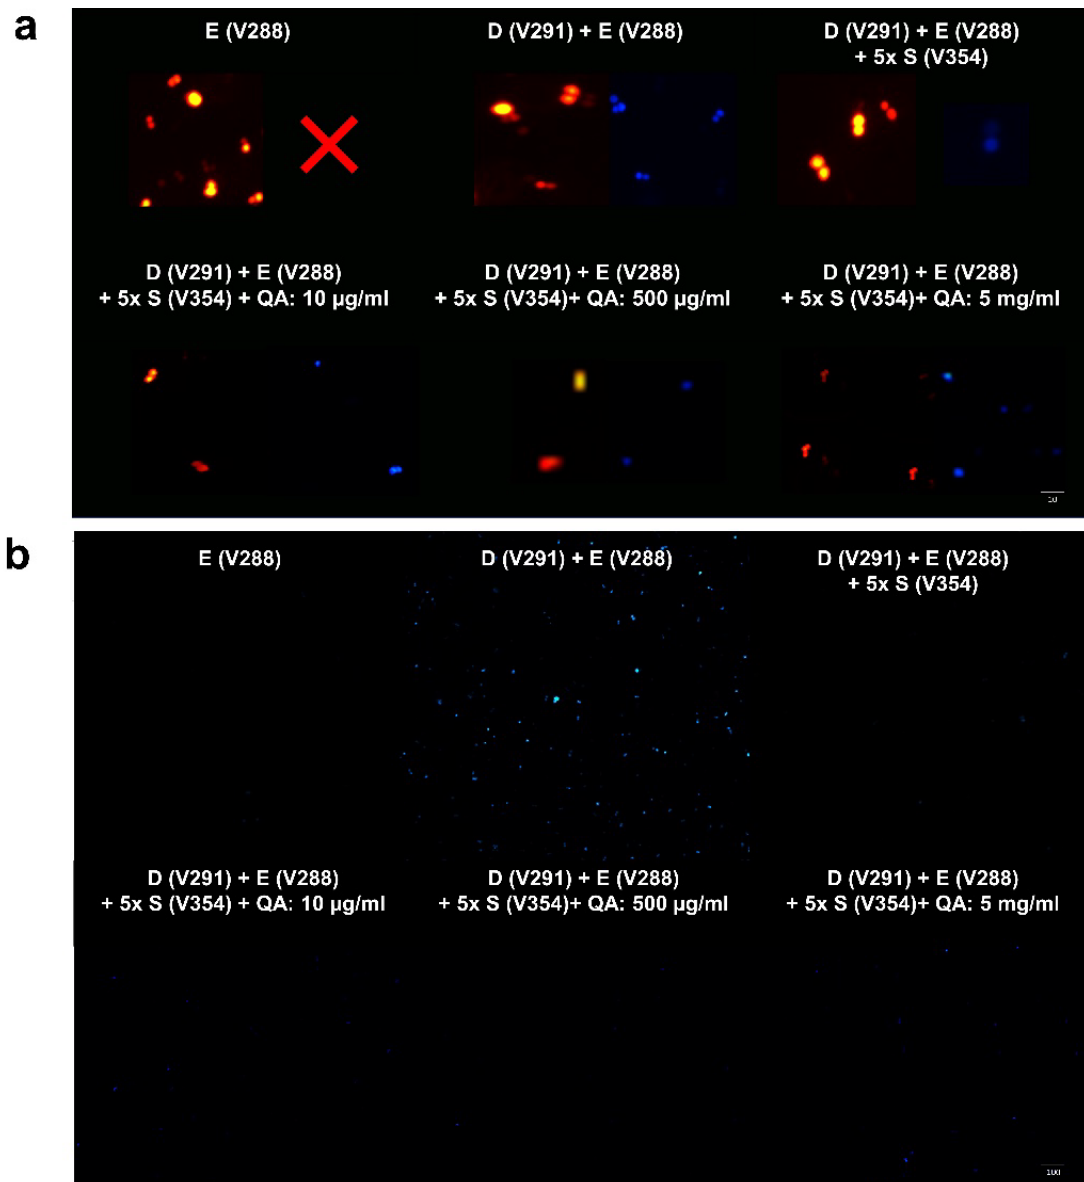 a
E (V288)
D (V291) + E (V288)
D (V291) + E (V288)
+ 5x S (V354)
D (V291) + E (V288)
+ 5x S (V354) + QA: 10 µg/ml
D (V291) + E (V288)
+ 5x S (V354)+ QA: 500 µg/ml
D (V291) + E (V288)
+ 5x S (V354)+ QA: 5 mg/ml
10
b
E (V288)
D (V291) + E (V288)
D (V291) + E (V288)
+ 5x S (V354)
D (V291) + E (V288)
+ 5x S (V354) + QA: 10 µg/ml
D (V291) + E (V288)
+ 5x S (V354)+ QA: 500 µg/ml
D (V291) + E (V288)
+ 5x S (V354)+ QA: 5 mg/ml
100